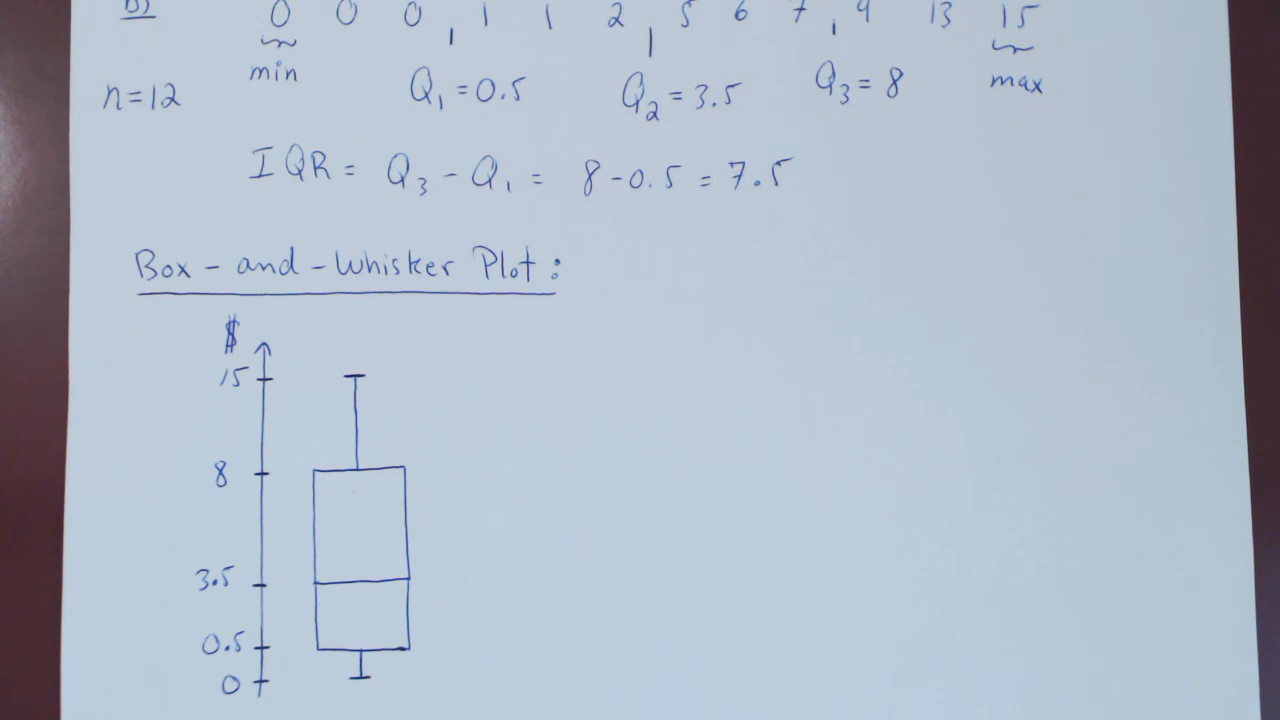 b) 0 0 0 1 1 2 5 6 7 9 13 15
min max
n=12 Q₁ = 0.5 Q₂ = 3.5 Q₃ = 8
IQR = Q₃ - Q₁ = 8 - 0.5 = 7.5
Box-and-Whisker Plot:
$
15
8
3.5
0.5
0